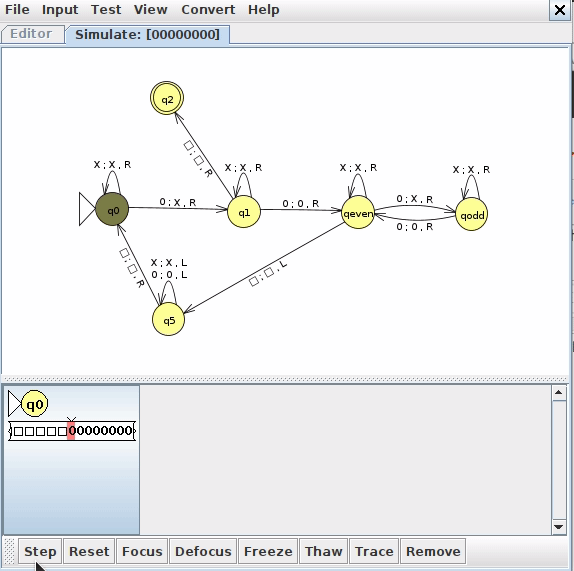 File Input Test View Convert Help
Editor Simulate: [00000000]
q2
□;□,R
X;X,R X;X,R X;X,R X;X,R
q0 0;X,R q1 0;0,R qeven 0;X,R qodd
0;0,R
□;□,R
X;X,L
0;0,L
□;□,L
q5
q0
□□□□□00000000
Step Reset Focus Defocus Freeze Thaw Trace Remove